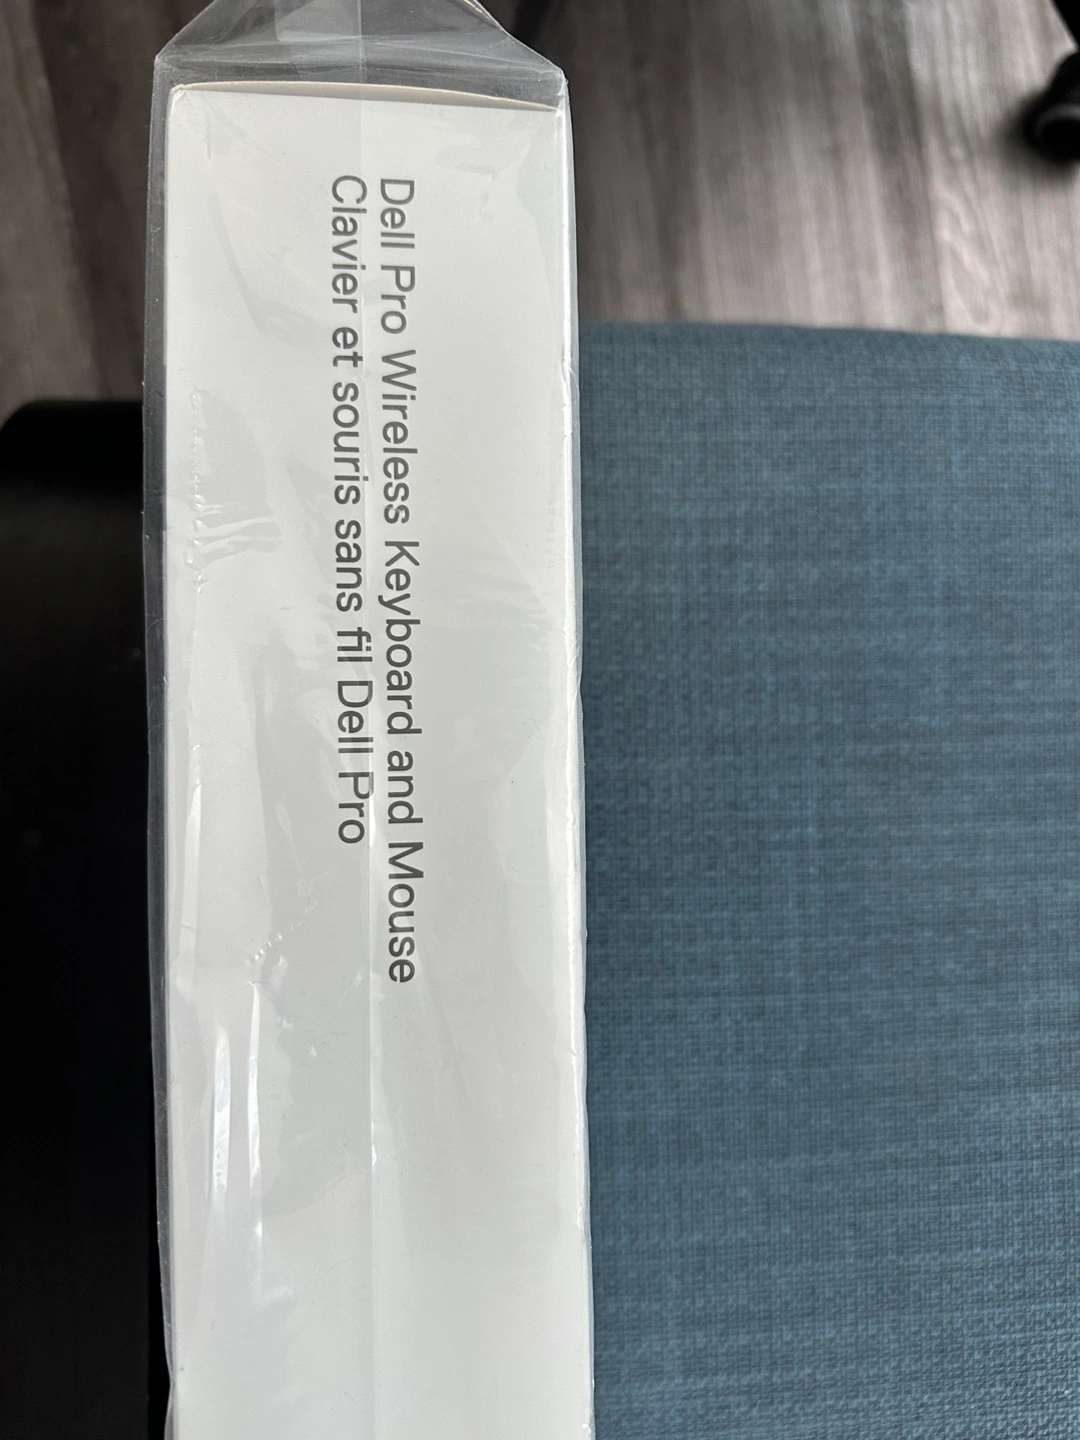 Dell Pro Wireless Keyboard and Mouse
Clavier et souris sans fil Dell Pro